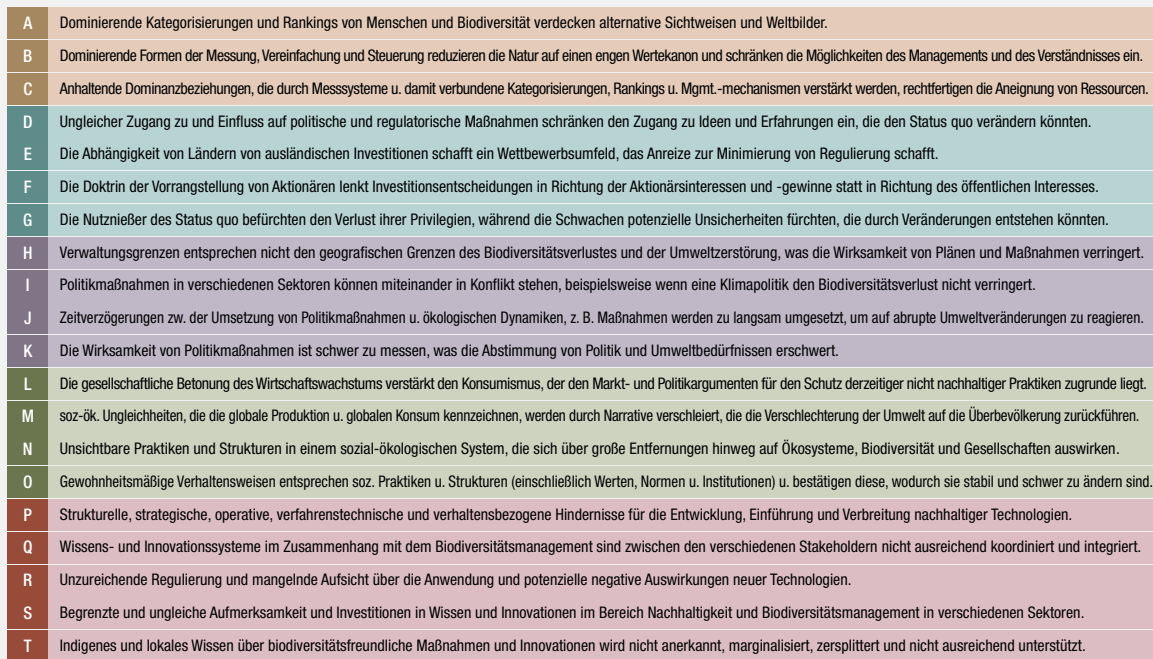 A Dominierende Kategorisierungen und Rankings von Menschen und Biodiversität verdecken alternative Sichtweisen und Weltbilder.
B Dominierende Formen der Messung, Vereinfachung und Steuerung reduzieren die Natur auf einen engen Wertekanon und schränken die Möglichkeiten des Managements und des Verständnisses ein.
C Anhaltende Dominanzbeziehungen, die durch Messsysteme u. damit verbundene Kategorisierungen, Rankings u. Mgmt.-mechanismen verstärkt werden, rechtfertigen die Aneignung von Ressourcen.
D Ungleicher Zugang zu und Einfluss auf politische und regulatorische Maßnahmen schränken den Zugang zu Ideen und Erfahrungen ein, die den Status quo verändern könnten.
E Die Abhängigkeit von Ländern von ausländischen Investitionen schafft ein Wettbewerbsumfeld, das Anreize zur Minimierung von Regulierung schafft.
F Die Doktrin der Vorrangstellung von Aktionären lenkt Investitionsentscheidungen in Richtung der Aktionärsinteressen und -gewinne statt in Richtung des öffentlichen Interesses.
G Die Nutznießer des Status quo befürchten den Verlust ihrer Privilegien, während die Schwachen potenzielle Unsicherheiten fürchten, die durch Veränderungen entstehen könnten.
H Verwaltungsgrenzen entsprechen nicht den geografischen Grenzen des Biodiversitätsverlustes und der Umweltzerstörung, was die Wirksamkeit von Plänen und Maßnahmen verringert.
I Politikmaßnahmen in verschiedenen Sektoren können miteinander in Konflikt stehen, beispielsweise wenn eine Klimapolitik den Biodiversitätsverlust nicht verringert.
J Zeitverzögerungen zw. der Umsetzung von Politikmaßnahmen u. ökologischen Dynamiken, z. B. Maßnahmen werden zu langsam umgesetzt, um auf abrupte Umweltveränderungen zu reagieren.
K Die Wirksamkeit von Politikmaßnahmen ist schwer zu messen, was die Abstimmung von Politik und Umweltbedürfnissen erschwert.
L Die gesellschaftliche Betonung des Wirtschaftswachstums verstärkt den Konsumismus, der den Markt- und Politikargumenten für den Schutz derzeitiger nicht nachhaltiger Praktiken zugrunde liegt.
M soz-ök. Ungleichheiten, die die globale Produktion u. globalen Konsum kennzeichnen, werden durch Narrative verschleiert, die die Verschlechterung der Umwelt auf die Überbevölkerung zurückführen.
N Unsichtbare Praktiken und Strukturen in einem sozial-ökologischen System, die sich über große Entfernungen hinweg auf Ökosysteme, Biodiversität und Gesellschaften auswirken.
O Gewohnheitsmäßige Verhaltensweisen entsprechen soz. Praktiken u. Strukturen (einschließlich Werten, Normen u. Institutionen) u. bestätigen diese, wodurch sie stabil und schwer zu ändern sind.
P Strukturelle, strategische, operative, verfahrenstechnische und verhaltensbezogene Hindernisse für die Entwicklung, Einführung und Verbreitung nachhaltiger Technologien.
Q Wissens- und Innovationssysteme im Zusammenhang mit dem Biodiversitätsmanagement sind zwischen den verschiedenen Stakeholdern nicht ausreichend koordiniert und integriert.
R Unzureichende Regulierung und mangelnde Aufsicht über die Anwendung und potenzielle negative Auswirkungen neuer Technologien.
S Begrenzte und ungleiche Aufmerksamkeit und Investitionen in Wissen und Innovationen im Bereich Nachhaltigkeit und Biodiversitätsmanagement in verschiedenen Sektoren.
T Indigenes und lokales Wissen über biodiversitätsfreundliche Maßnahmen und Innovationen wird nicht anerkannt, marginalisiert, zersplittert und nicht ausreichend unterstützt.